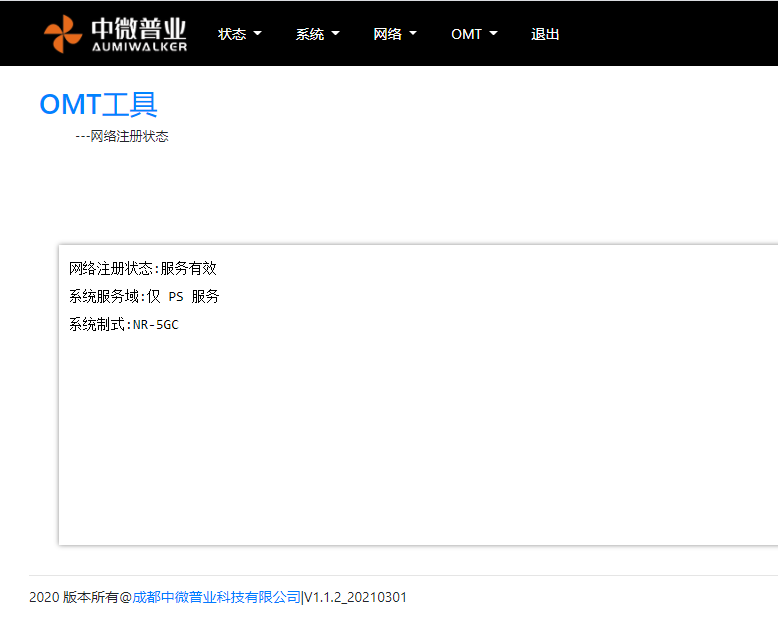 中微普业
AUMIWALKER
状态 系统 网络 OMT 退出
OMT工具
---网络注册状态
网络注册状态:服务有效
系统服务域:仅 PS 服务
系统制式:NR-5GC
2020 版本所有@成都中微普业科技有限公司|V1.1.2_20210301